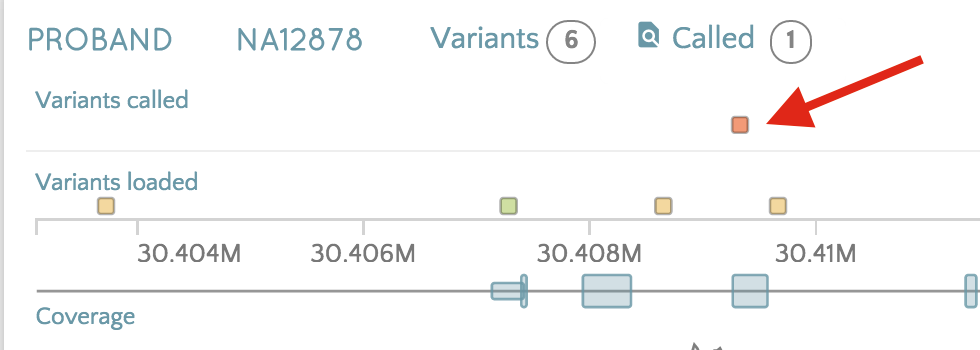 PROBAND NA12878 Variants 6 Called 1
Variants called
Variants loaded
30.404M 30.406M 30.408M 30.41M
Coverage